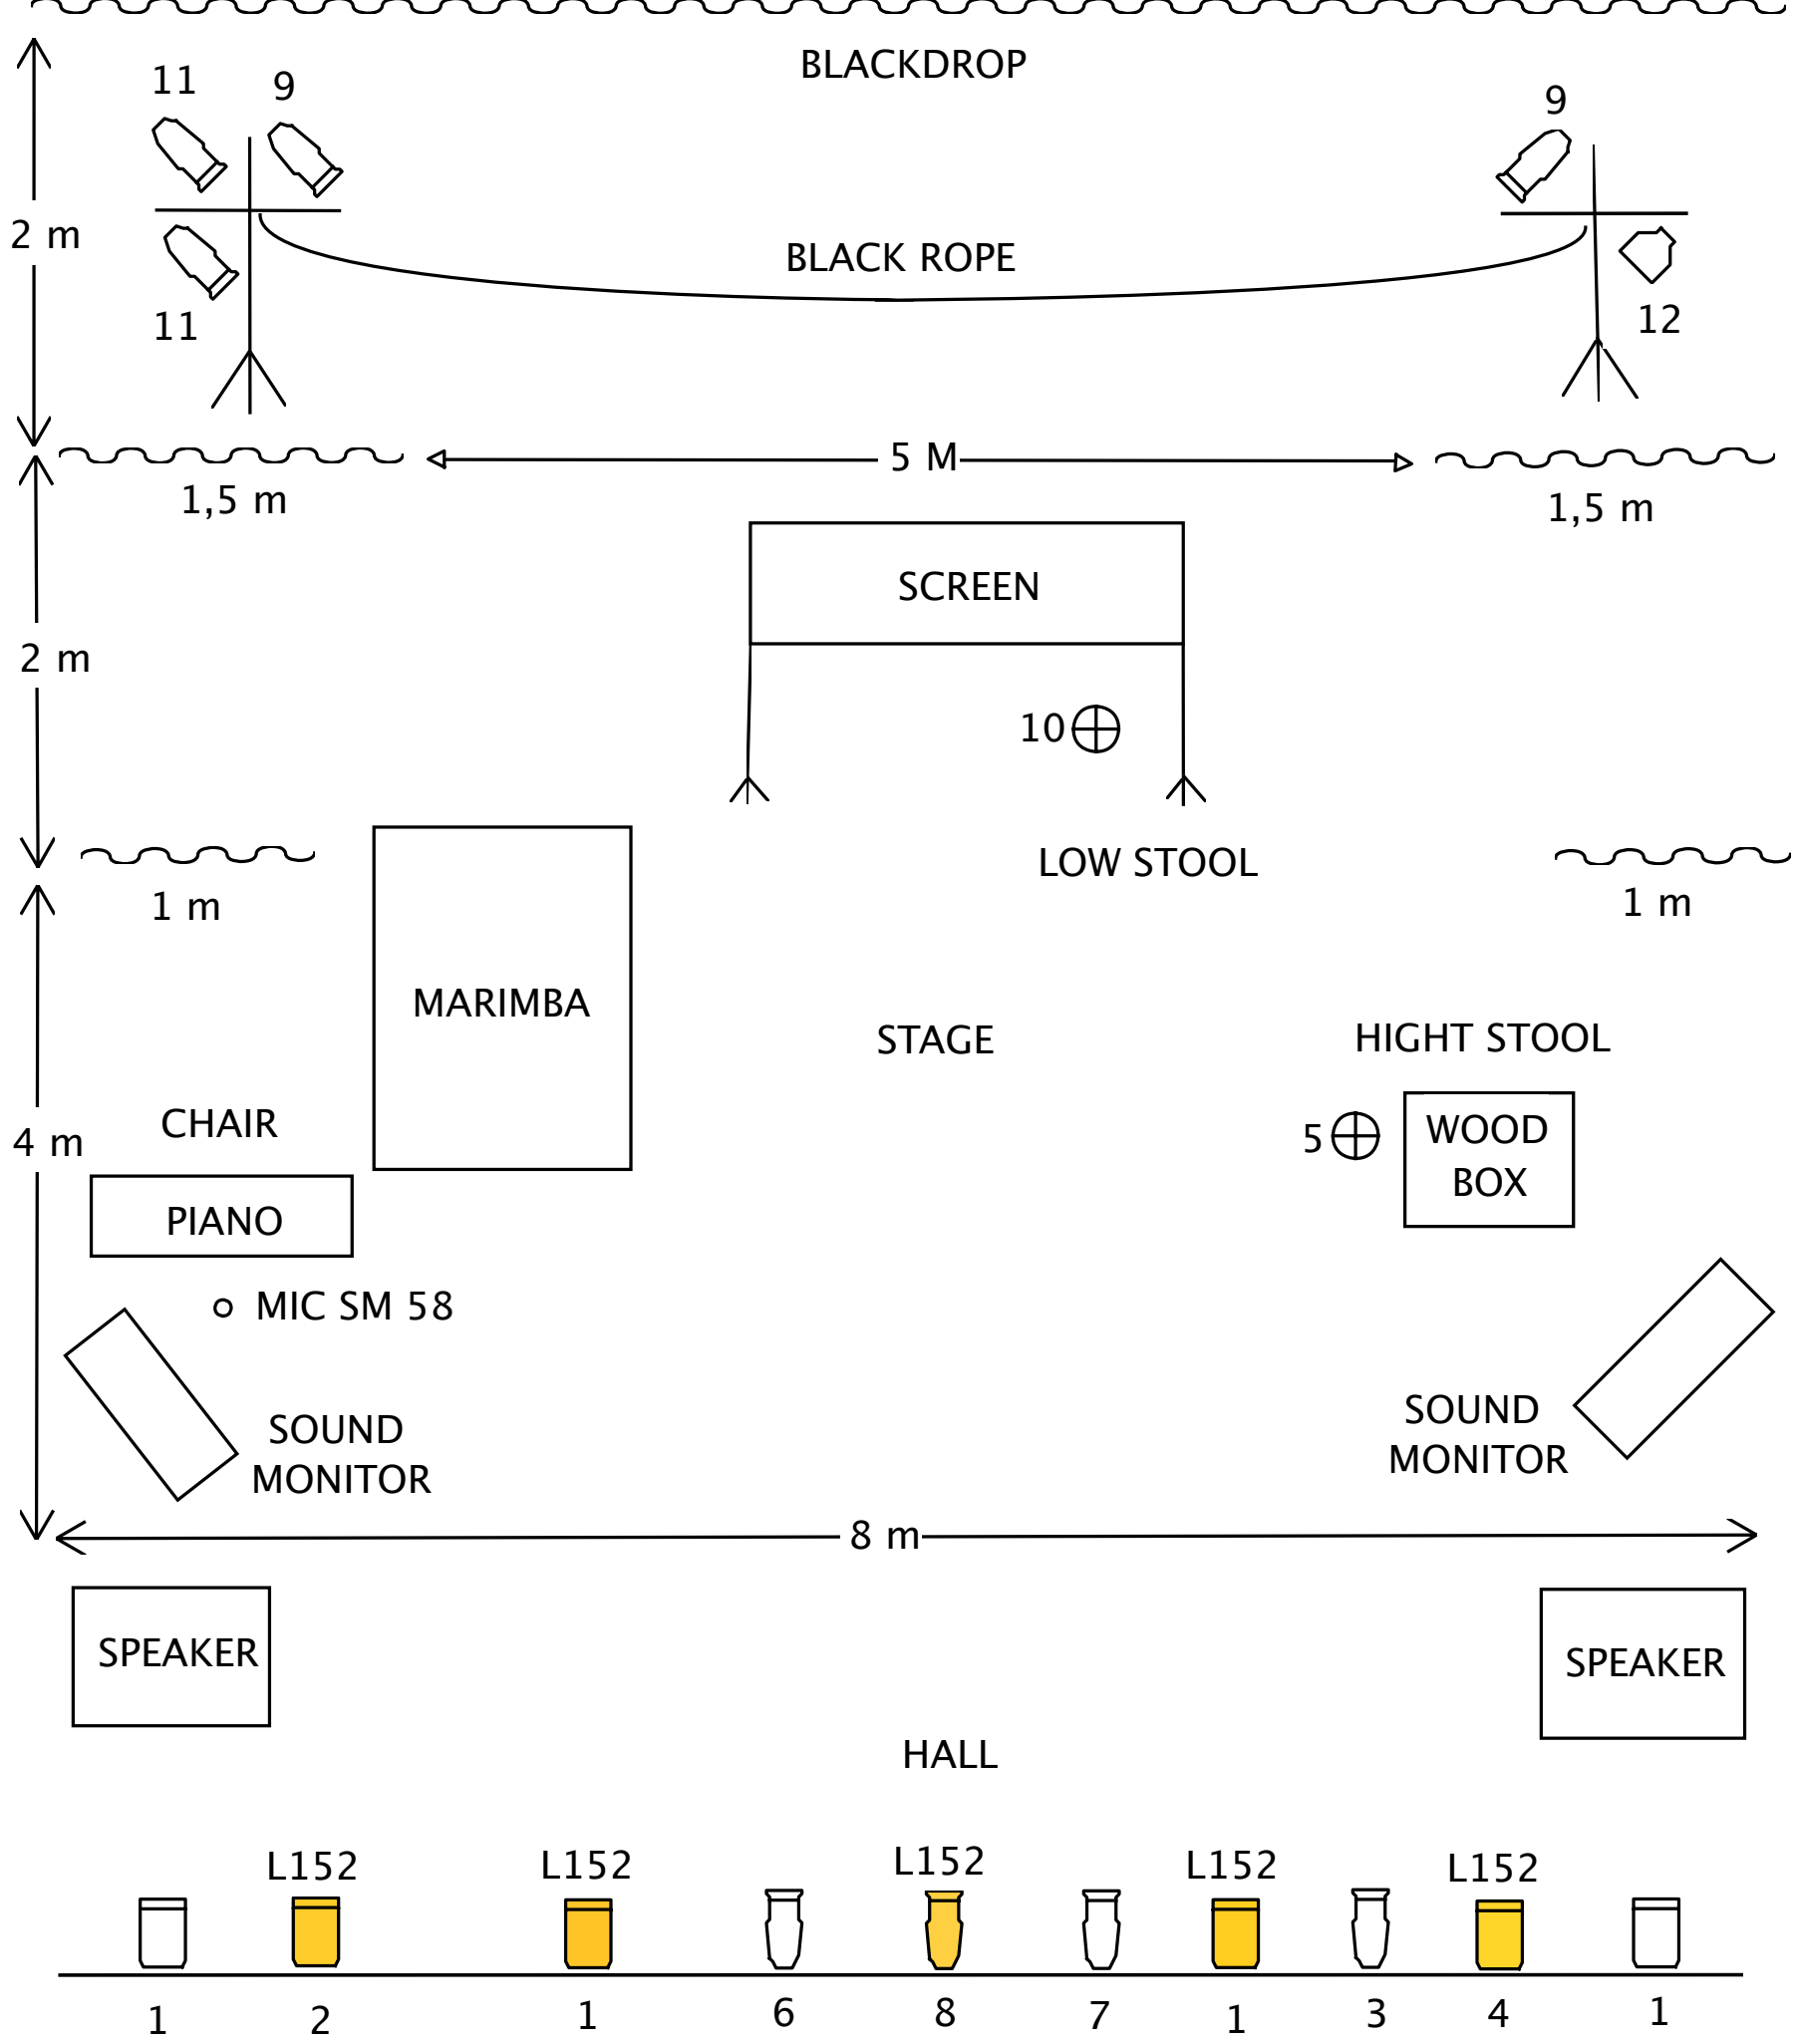 BLACKDROP
11 9
9
2 m
BLACK ROPE
11
12
5 M
1,5 m
1,5 m
SCREEN
2 m
10
LOW STOOL
1 m
1 m
MARIMBA
STAGE
HIGHT STOOL
CHAIR
4 m
5
WOOD
BOX
PIANO
MIC SM 58
SOUND
MONITOR
SOUND
MONITOR
8 m
SPEAKER
SPEAKER
HALL
L152 L152 L152 L152 L152
1 2 1 6 8 7 1 3 4 1